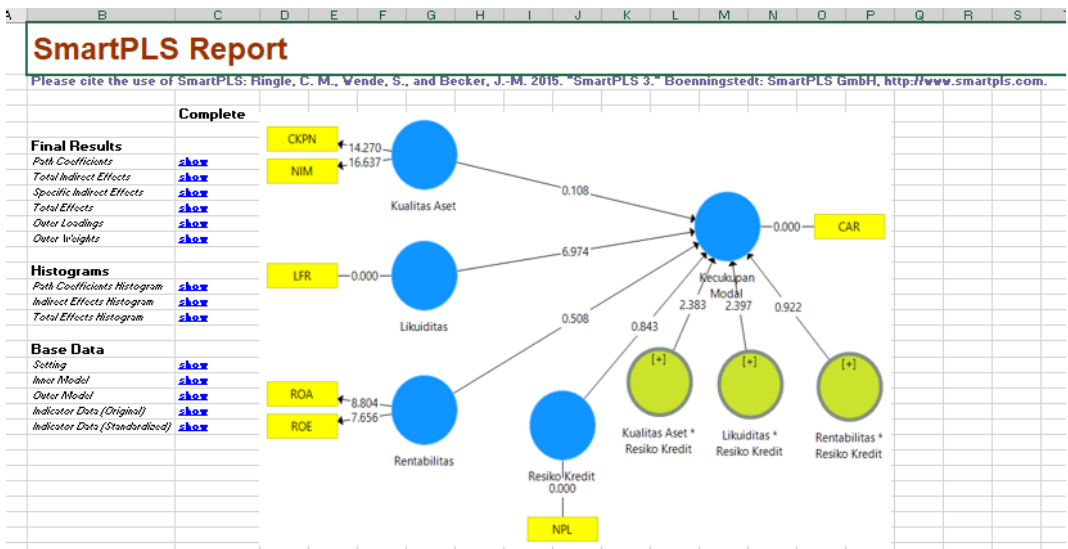 A B C D E F G H I J K L M N O P Q R S T
SmartPLS Report
Please cite the use of SmartPLS: Ringle, C. M., Wende, S., and Becker, J.-M. 2015. "SmartPLS 3." Boenningstedt: SmartPLS GmbH, http://www.smartpls.com.
Complete
Final Results
Path Coefficients show
Total Indirect Effects show
Specific Indirect Effects show
Total Effects show
Outer Loadings show
Outer Weights show
Histograms
Path Coefficients Histogram show
Indirect Effects Histogram show
Total Effects Histogram show
Base Data
Setting show
Inner Model show
Outer Model show
Indicator Data (Original) show
Indicator Data (Standardized) show
CKPN
14.270
NIM
16.637
Kualitas Aset
0.108
LFR
0.000
Likuiditas
6.974
ROA
8.804
ROE
7.656
Rentabilitas
0.508
Kecukupan
Modal
0.000
CAR
0.843
2.383
2.397
0.922
[+]
[+]
[+]
Kualitas Aset *
Resiko Kredit
Likuiditas *
Resiko Kredit
Rentabilitas *
Resiko Kredit
Resiko Kredit
0.000
NPL